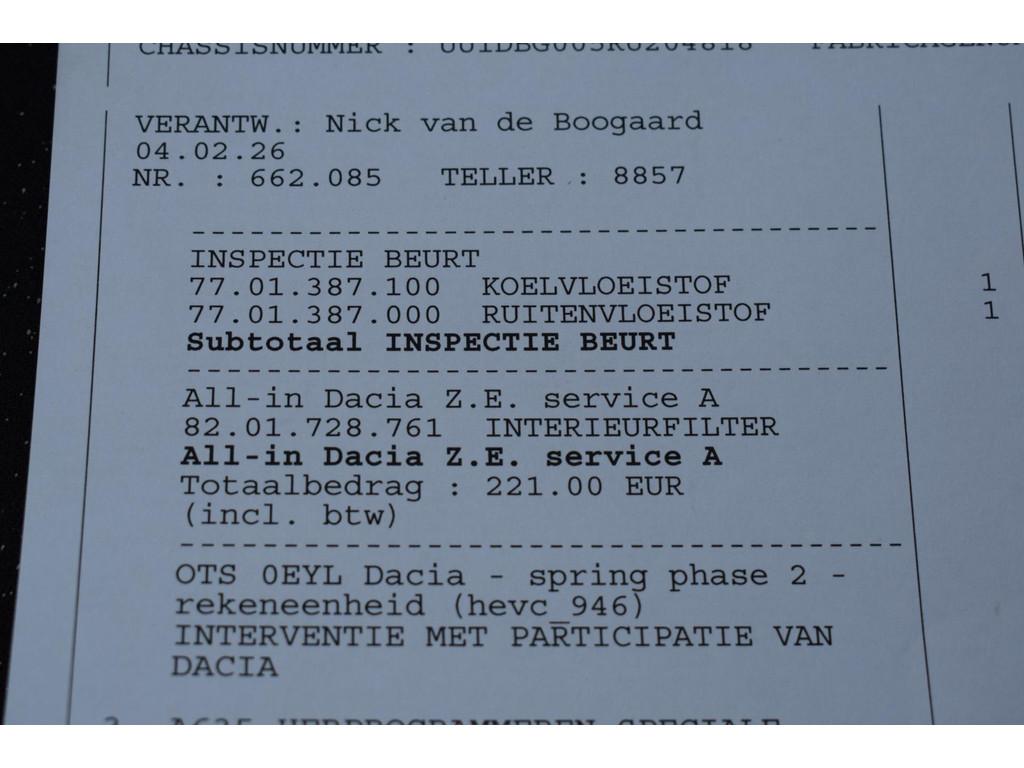 CHASSISNUMMER :
VERANTW.: Nick van de Boogaard
04.02.26
NR. : 662.085 TELLER : 8857
INSPECTIE BEURT
77.01.387.100 KOELVLOEISTOF 1
77.01.387.000 RUITENVLOEISTOF 1
Subtotaal INSPECTIE BEURT
All-in Dacia Z.E. service A
82.01.728.761 INTERIEURFILTER
All-in Dacia Z.E. service A
Totaalbedrag : 221.00 EUR
(incl. btw)
OTS 0EYL Dacia - spring phase 2 -
rekeneenheid (hevc_946)
INTERVENTIE MET PARTICIPATIE VAN
DACIA
HERPROGRAMMEREN SPECIALE